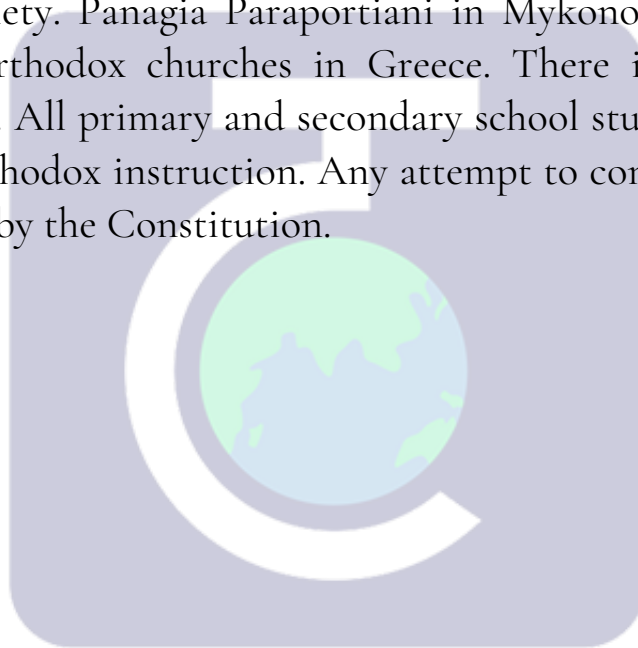 ety. Panagia Paraportiani in Mykono
rthodox churches in Greece. There i
. All primary and secondary school stu
hodox instruction. Any attempt to con
by the Constitution.